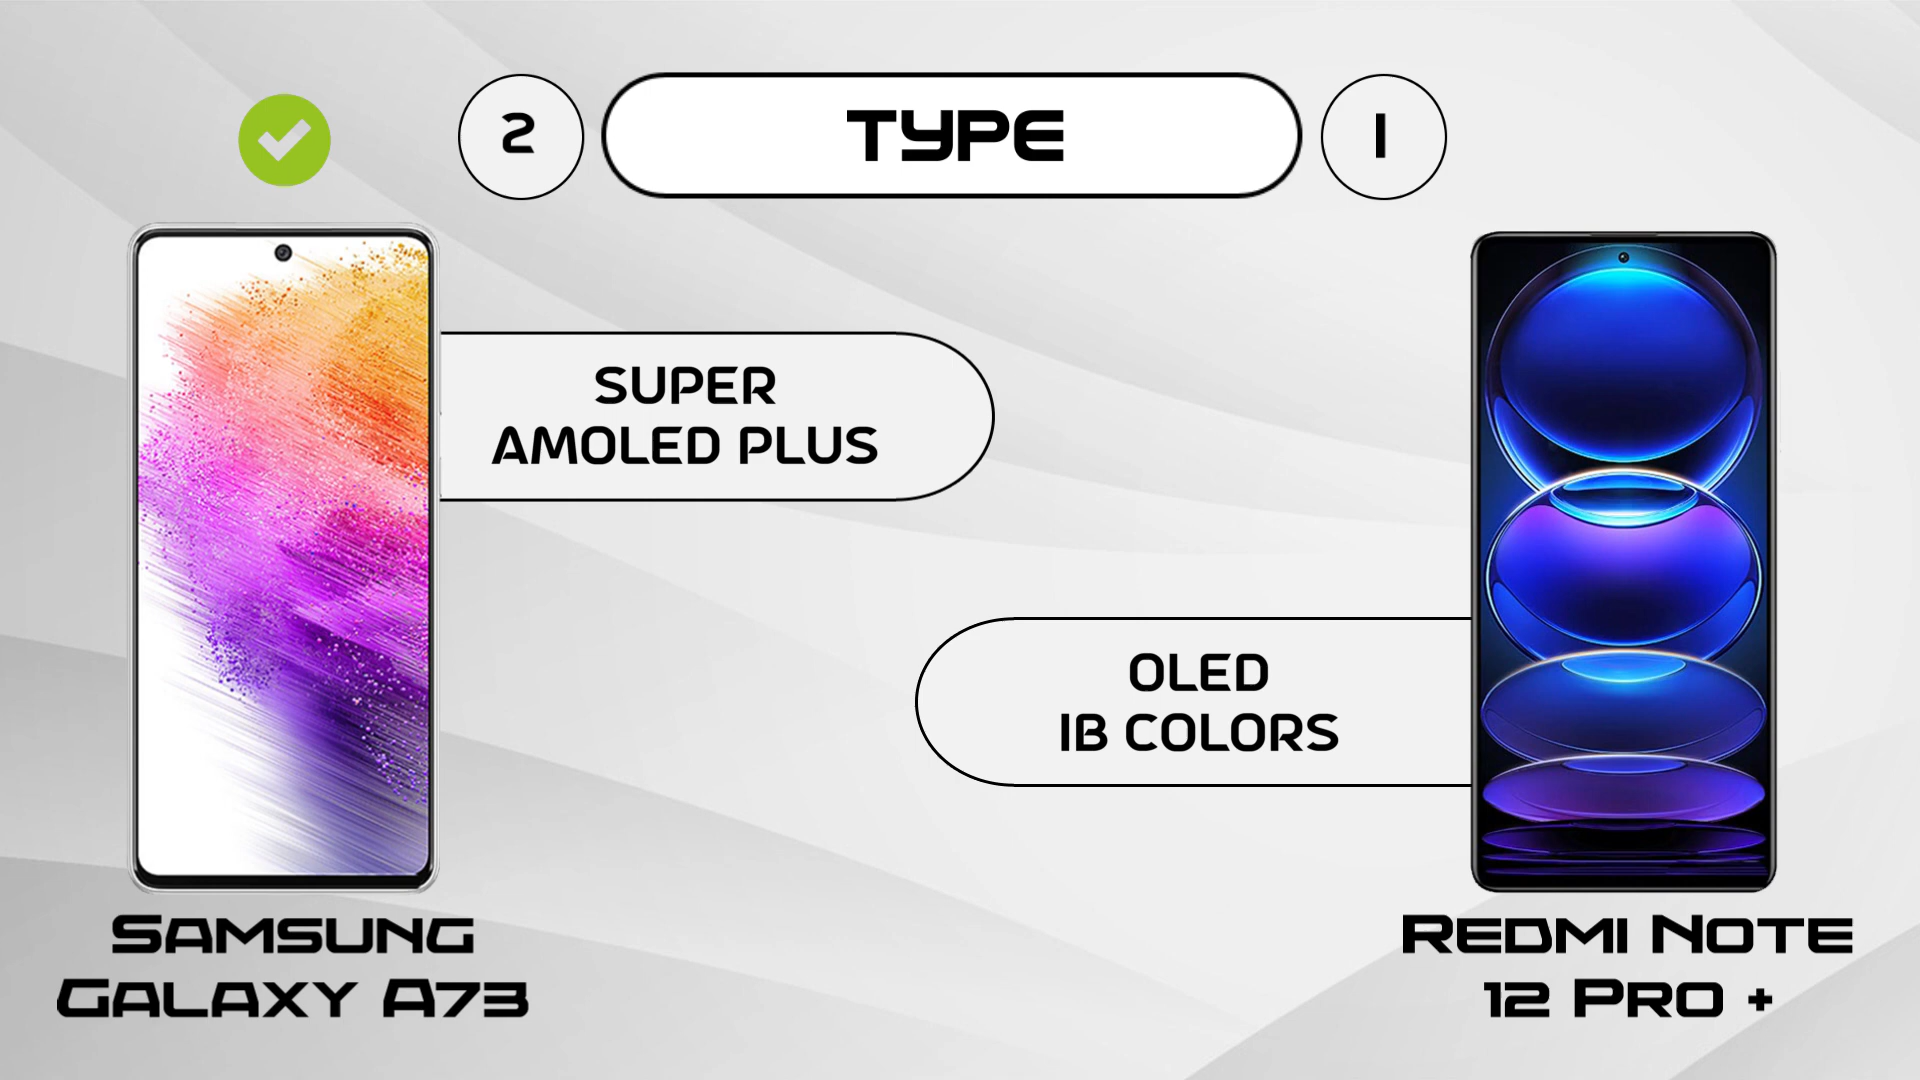 2
TYPE
1
SUPER
AMOLED PLUS
OLED
1B COLORS
SAMSUNG
GALAXY A73
REDMI NOTE
12 PRO +